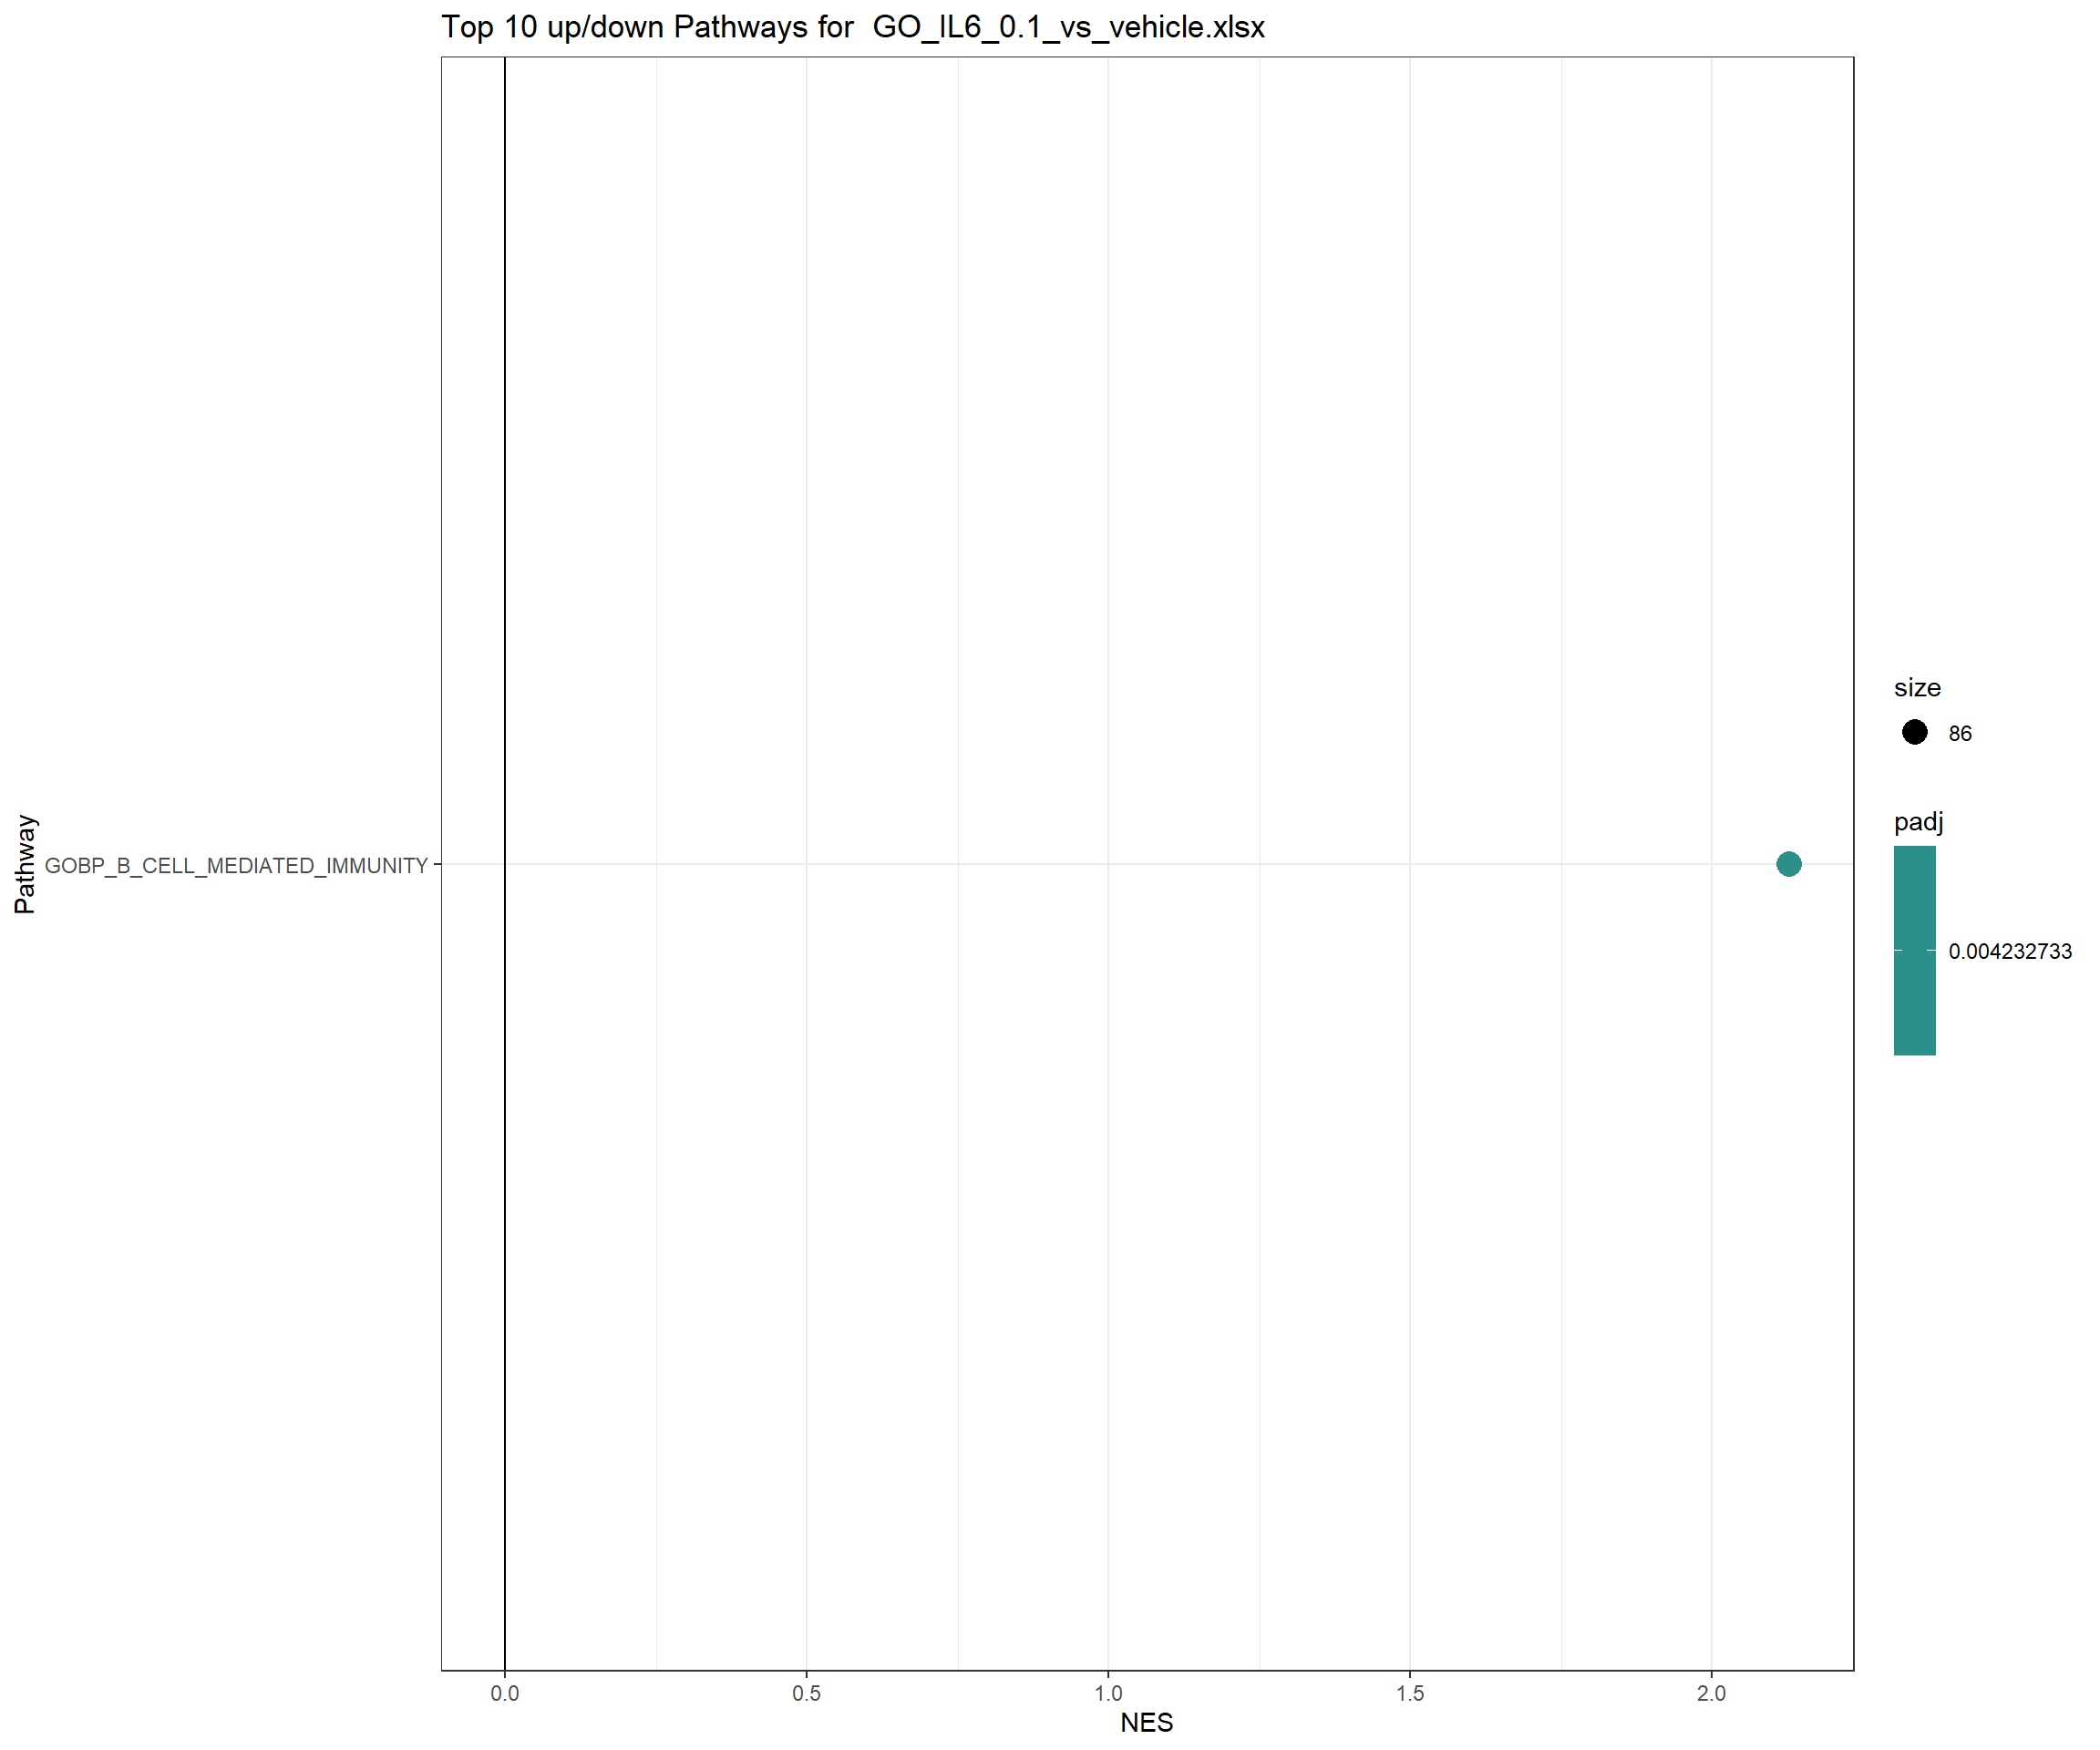 Top 10 up/down Pathways for  GO_IL6_0.1_vs_vehicle.xlsx
Pathway
GOBP_B_CELL_MEDIATED_IMMUNITY
0.0
0.5
1.0
1.5
2.0
NES
size
86
padj
0.004232733